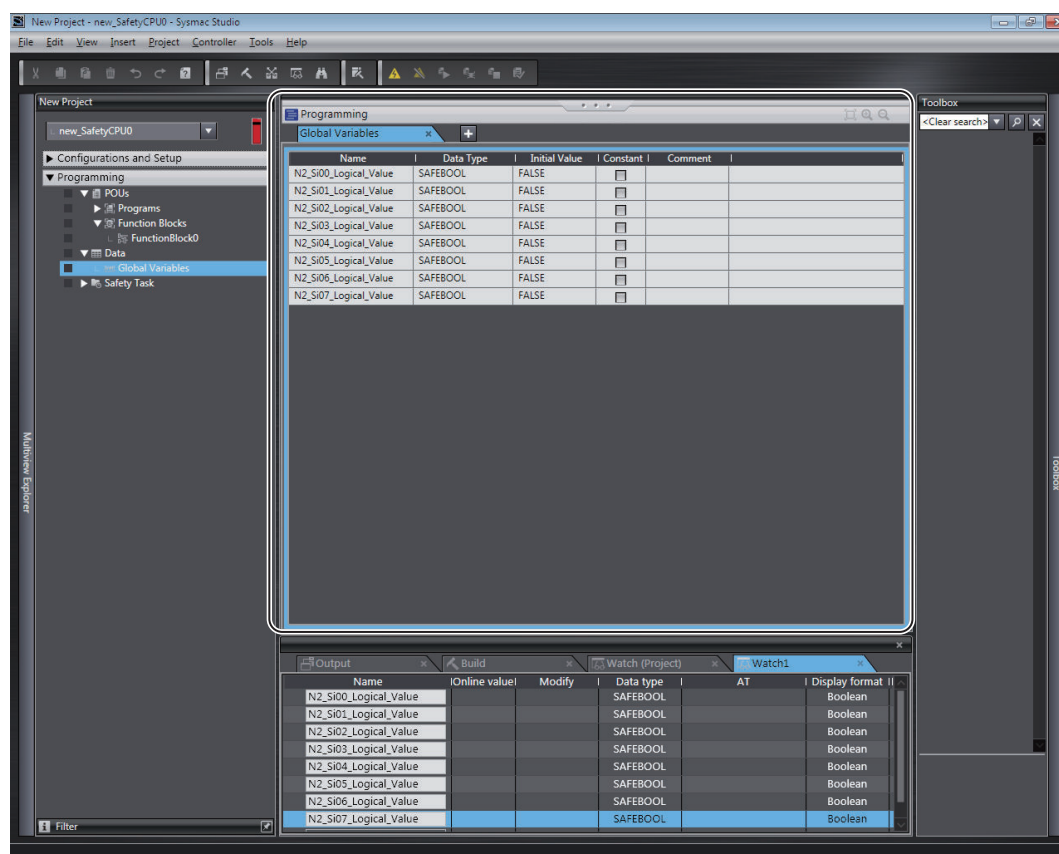 New Project - new_SafetyCPU0 - Sysmac Studio
File Edit View Insert Project Controller Tools Help
New Project
new_SafetyCPU0
Configurations and Setup
Programming
POUs
Programs
Function Blocks
FunctionBlock0
Data
Global Variables
Safety Task
Filter
Multiview Explorer
Programming
Global Variables
Name Data Type Initial Value Constant Comment
N2_Si00_Logical_Value SAFEBOOL FALSE
N2_Si01_Logical_Value SAFEBOOL FALSE
N2_Si02_Logical_Value SAFEBOOL FALSE
N2_Si03_Logical_Value SAFEBOOL FALSE
N2_Si04_Logical_Value SAFEBOOL FALSE
N2_Si05_Logical_Value SAFEBOOL FALSE
N2_Si06_Logical_Value SAFEBOOL FALSE
N2_Si07_Logical_Value SAFEBOOL FALSE
Output Build Watch (Project) Watch1
Name Online value Modify Data type AT Display format
N2_Si00_Logical_Value SAFEBOOL Boolean
N2_Si01_Logical_Value SAFEBOOL Boolean
N2_Si02_Logical_Value SAFEBOOL Boolean
N2_Si03_Logical_Value SAFEBOOL Boolean
N2_Si04_Logical_Value SAFEBOOL Boolean
N2_Si05_Logical_Value SAFEBOOL Boolean
N2_Si06_Logical_Value SAFEBOOL Boolean
N2_Si07_Logical_Value SAFEBOOL Boolean
Toolbox
<Clear search>
Toolbox